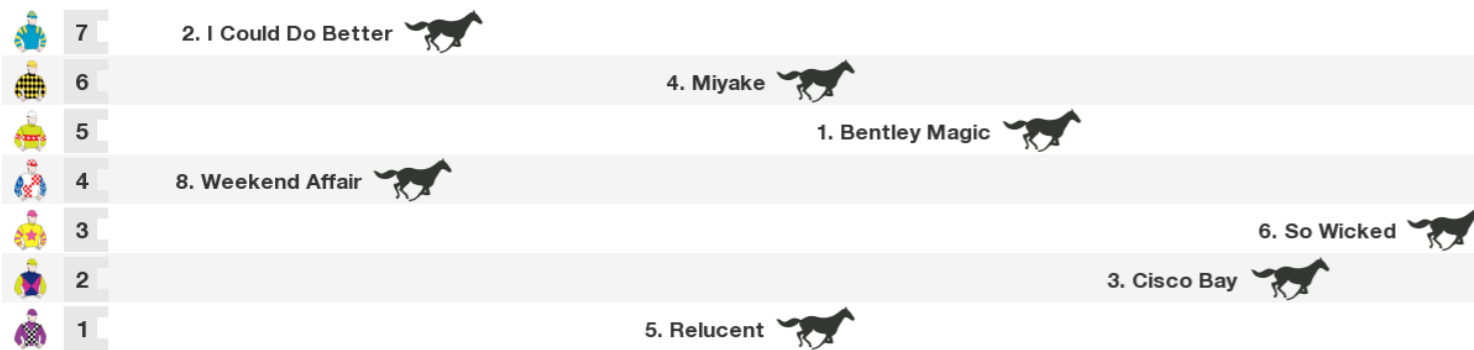 7 2. I Could Do Better
6 4. Miyake
5 1. Bentley Magic
4 8. Weekend Affair
3 6. So Wicked
2 3. Cisco Bay
1 5. Relucent